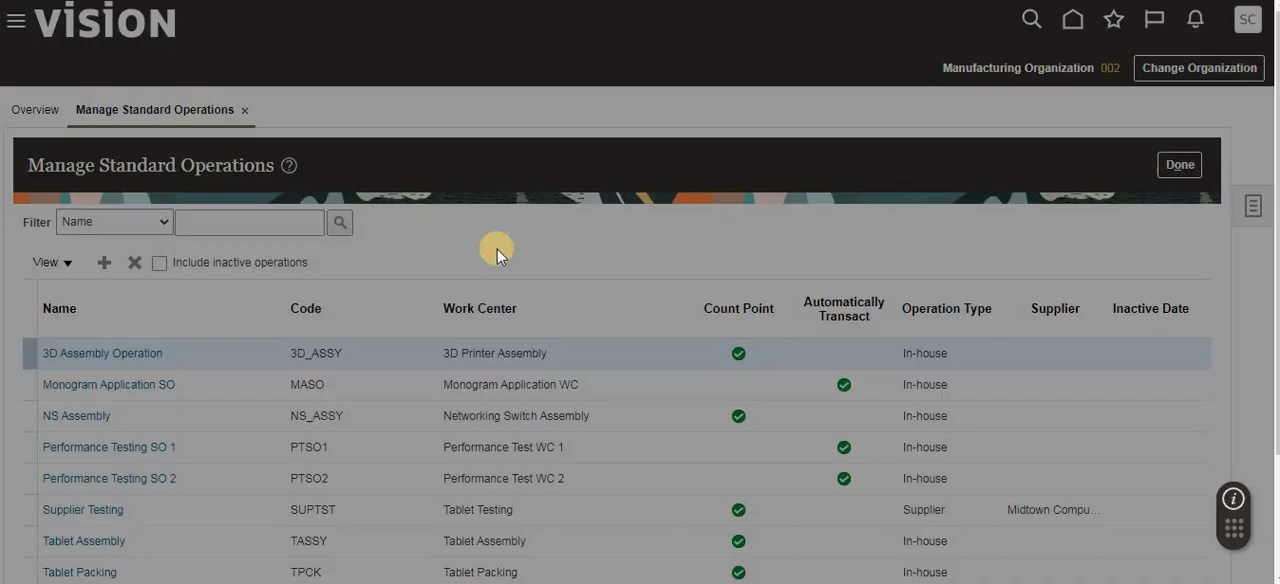 VISION
SC
Manufacturing Organization 002 Change Organization
Overview Manage Standard Operations ×
Manage Standard Operations ? Done
Filter Name
View ▼ Include inactive operations
Name Code Work Center Count Point Automatically Transact Operation Type Supplier Inactive Date
3D Assembly Operation 3D_ASSY 3D Printer Assembly In-house
Monogram Application SO MASO Monogram Application WC In-house
NS Assembly NS_ASSY Networking Switch Assembly In-house
Performance Testing SO 1 PTSO1 Performance Test WC 1 In-house
Performance Testing SO 2 PTSO2 Performance Test WC 2 In-house
Supplier Testing SUPTST Tablet Testing Supplier Midtown Compu...
Tablet Assembly TASSY Tablet Assembly In-house
Tablet Packing TPCK Tablet Packing In-house